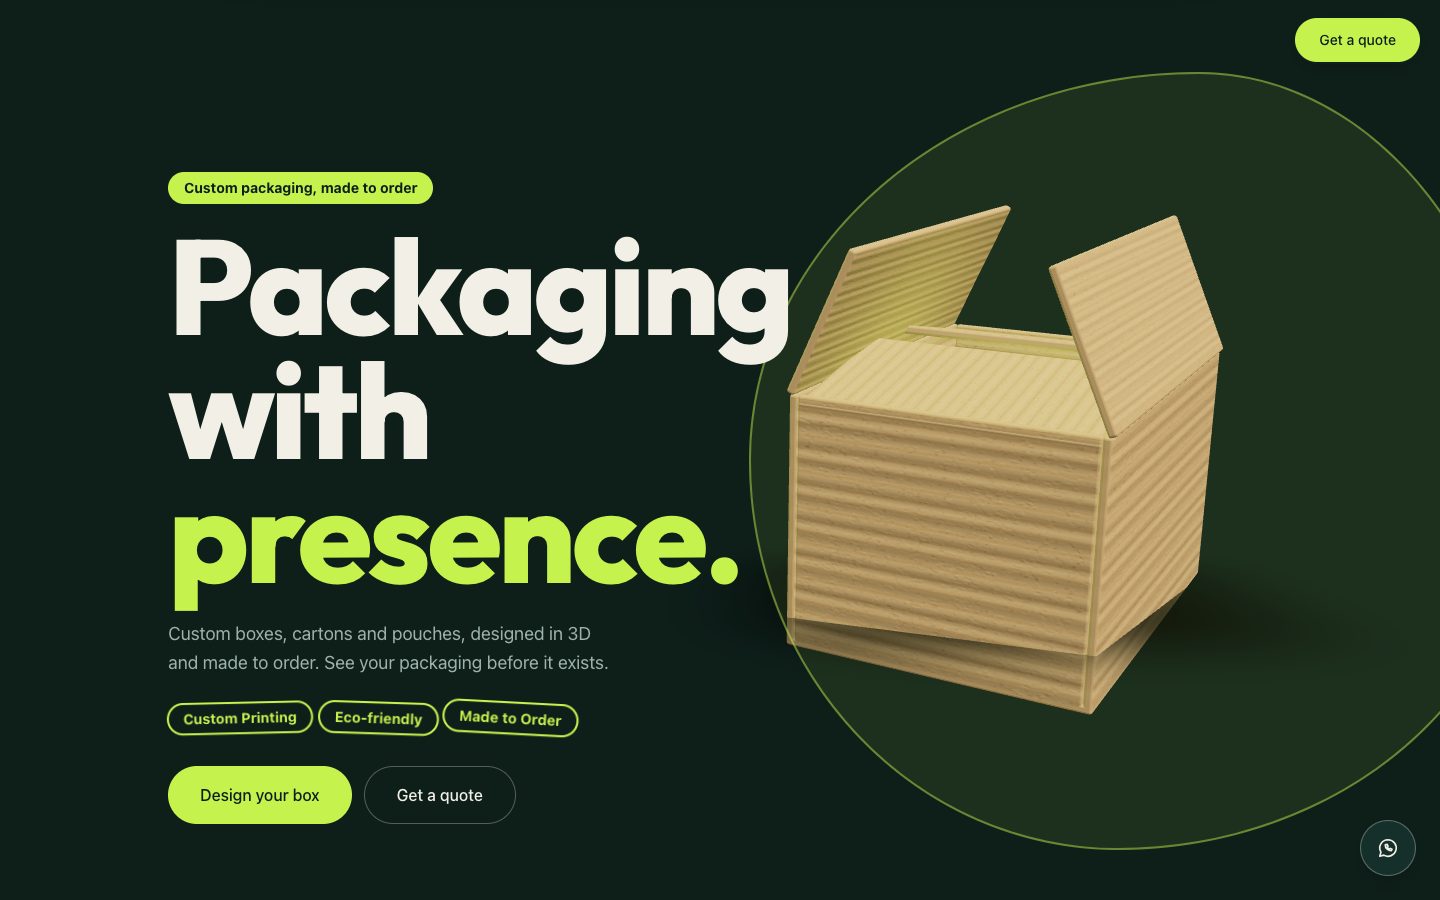 Get a quote
Custom packaging, made to order
Packaging
with
presence.
Custom boxes, cartons and pouches, designed in 3D
and made to order. See your packaging before it exists.
Custom Printing
Eco-friendly
Made to Order
Design your box
Get a quote